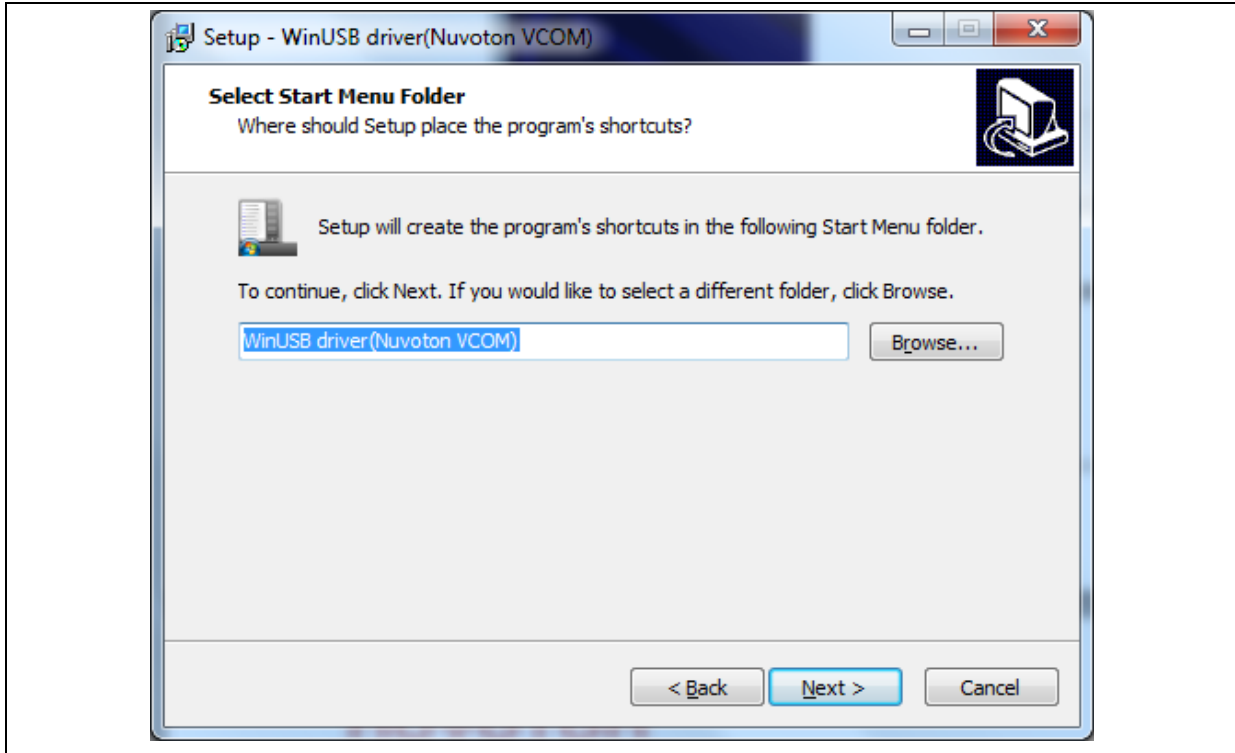 Setup - WinUSB driver(Nuvoton VCOM)
Select Start Menu Folder
Where should Setup place the program's shortcuts?
Setup will create the program's shortcuts in the following Start Menu folder.
To continue, click Next. If you would like to select a different folder, click Browse.
WinUSB driver(Nuvoton VCOM)
Browse...
< Back
Next >
Cancel